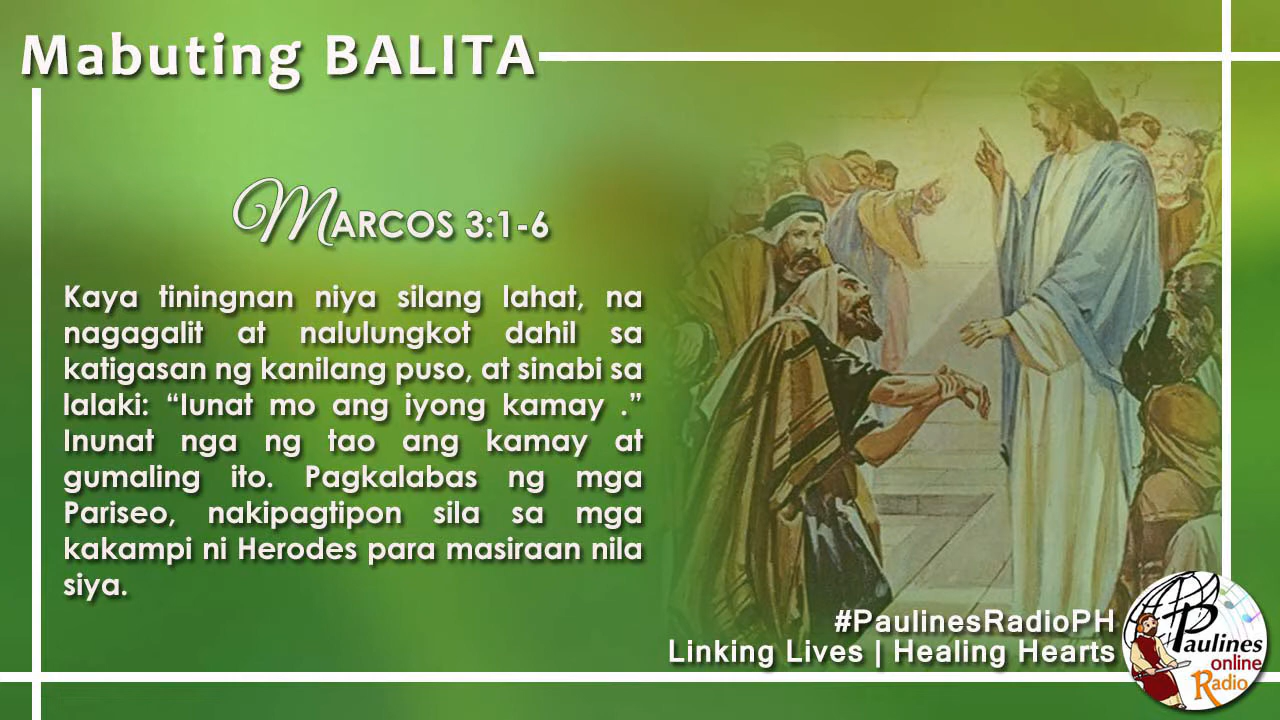 Mabuting BALITA
MARCOS 3:1-6
Kaya tiningnan niya silang lahat, na
nagagalit at nalulungkot dahil sa
katigasan ng kanilang puso, at sinabi sa
lalaki: “Iunat mo ang iyong kamay .”
Inunat nga ng tao ang kamay at
gumaling ito. Pagkalabas ng mga
Pariseo, nakipagtipon sila sa mga
kakampi ni Herodes para masiraan nila
siya.
#PaulinesRadioPH
Linking Lives | Healing Hearts
Paulines
online
Radio